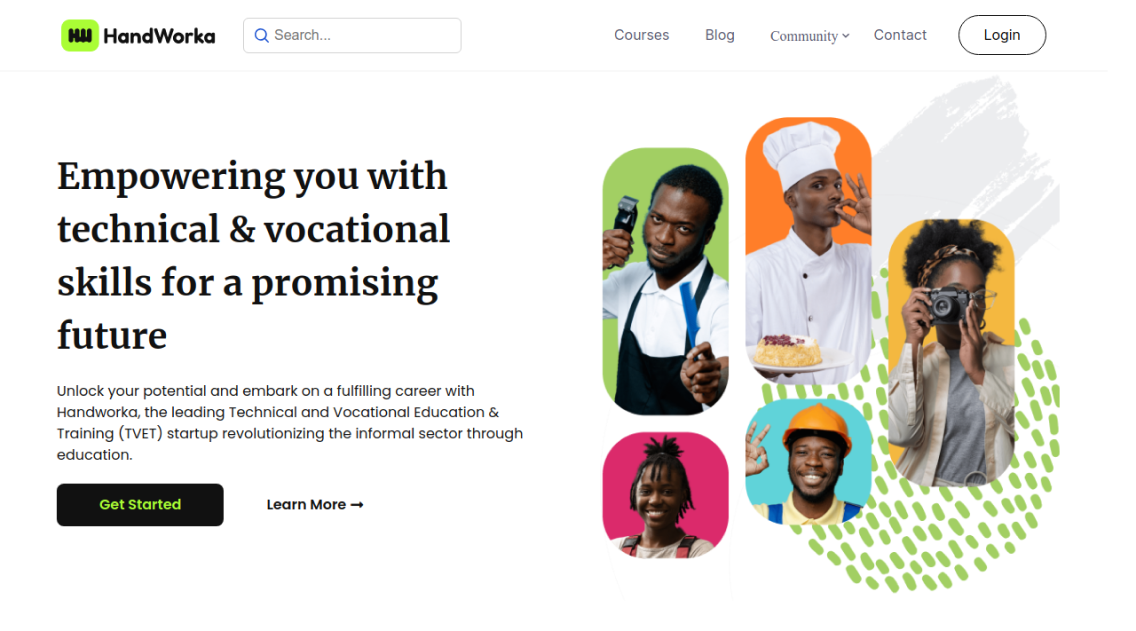 HandWorka
Search...
Courses
Blog
Community
Contact
Login
Empowering you with
technical & vocational
skills for a promising
future
Unlock your potential and embark on a fulfilling career with
Handworka, the leading Technical and Vocational Education &
Training (TVET) startup revolutionizing the informal sector through
education.
Get Started
Learn More →